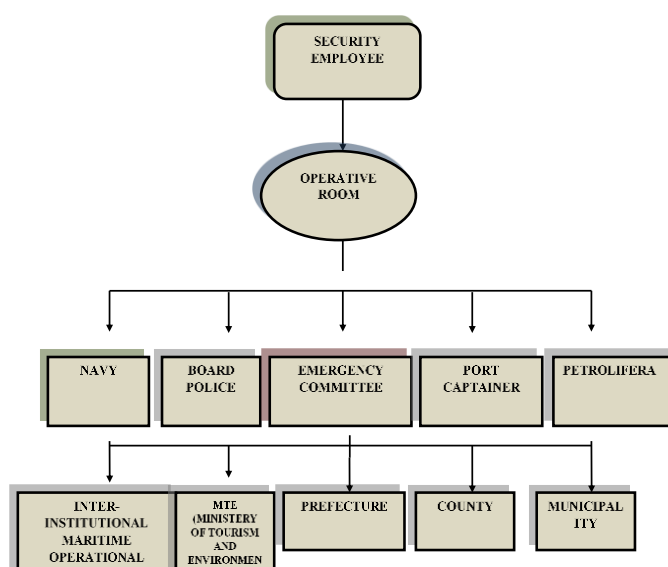 SECURITY
EMPLOYEE
OPERATIVE
ROOM
NAVY
BOARD
POLICE
EMERGENCY
COMMITTEE
PORT
CAPTAINER
PETROLIFERA
INTER-
INSTITUTIONAL
MARITIME
OPERATIONAL
MTE
(MINISTRY
OF TOURISM
AND
ENVIRONMEN
PREFECTURE
COUNTY
MUNICIPAL
ITY